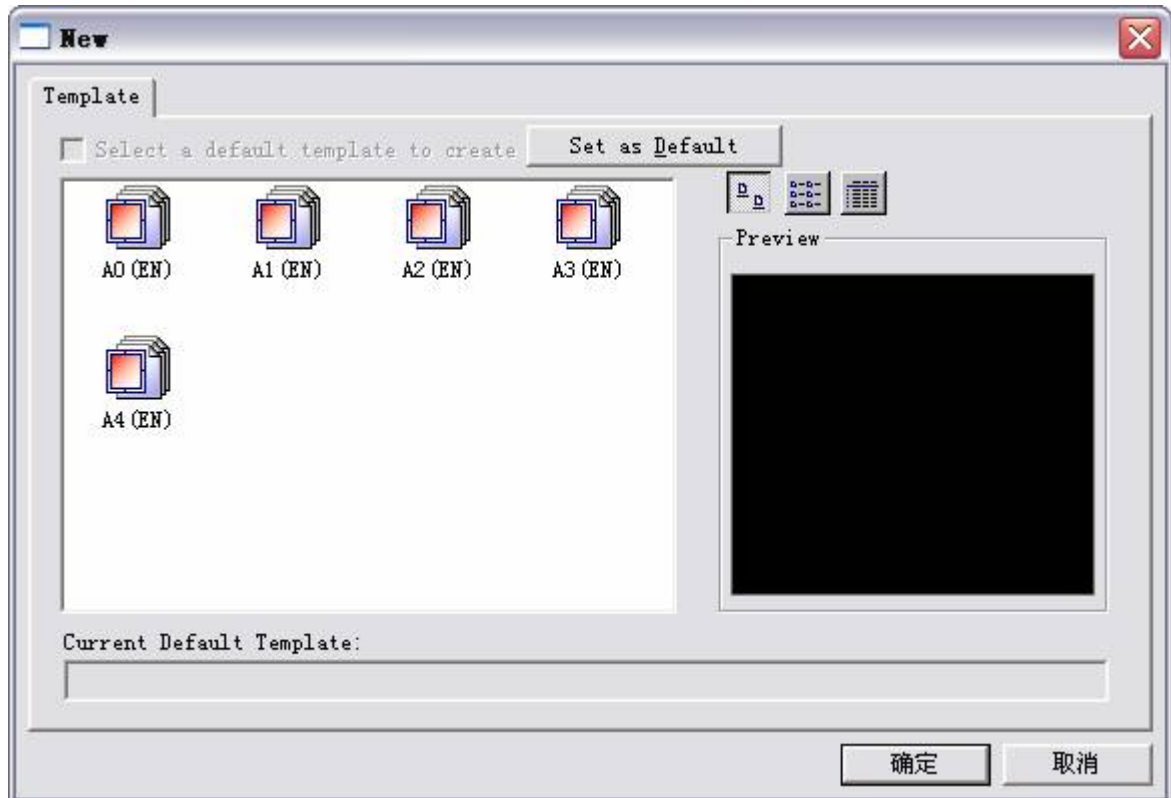 New
Template
Select a default template to create
Set as Default
A0 (EN)
A1 (EN)
A2 (EN)
A3 (EN)
A4 (EN)
Preview
Current Default Template:
确定
取消